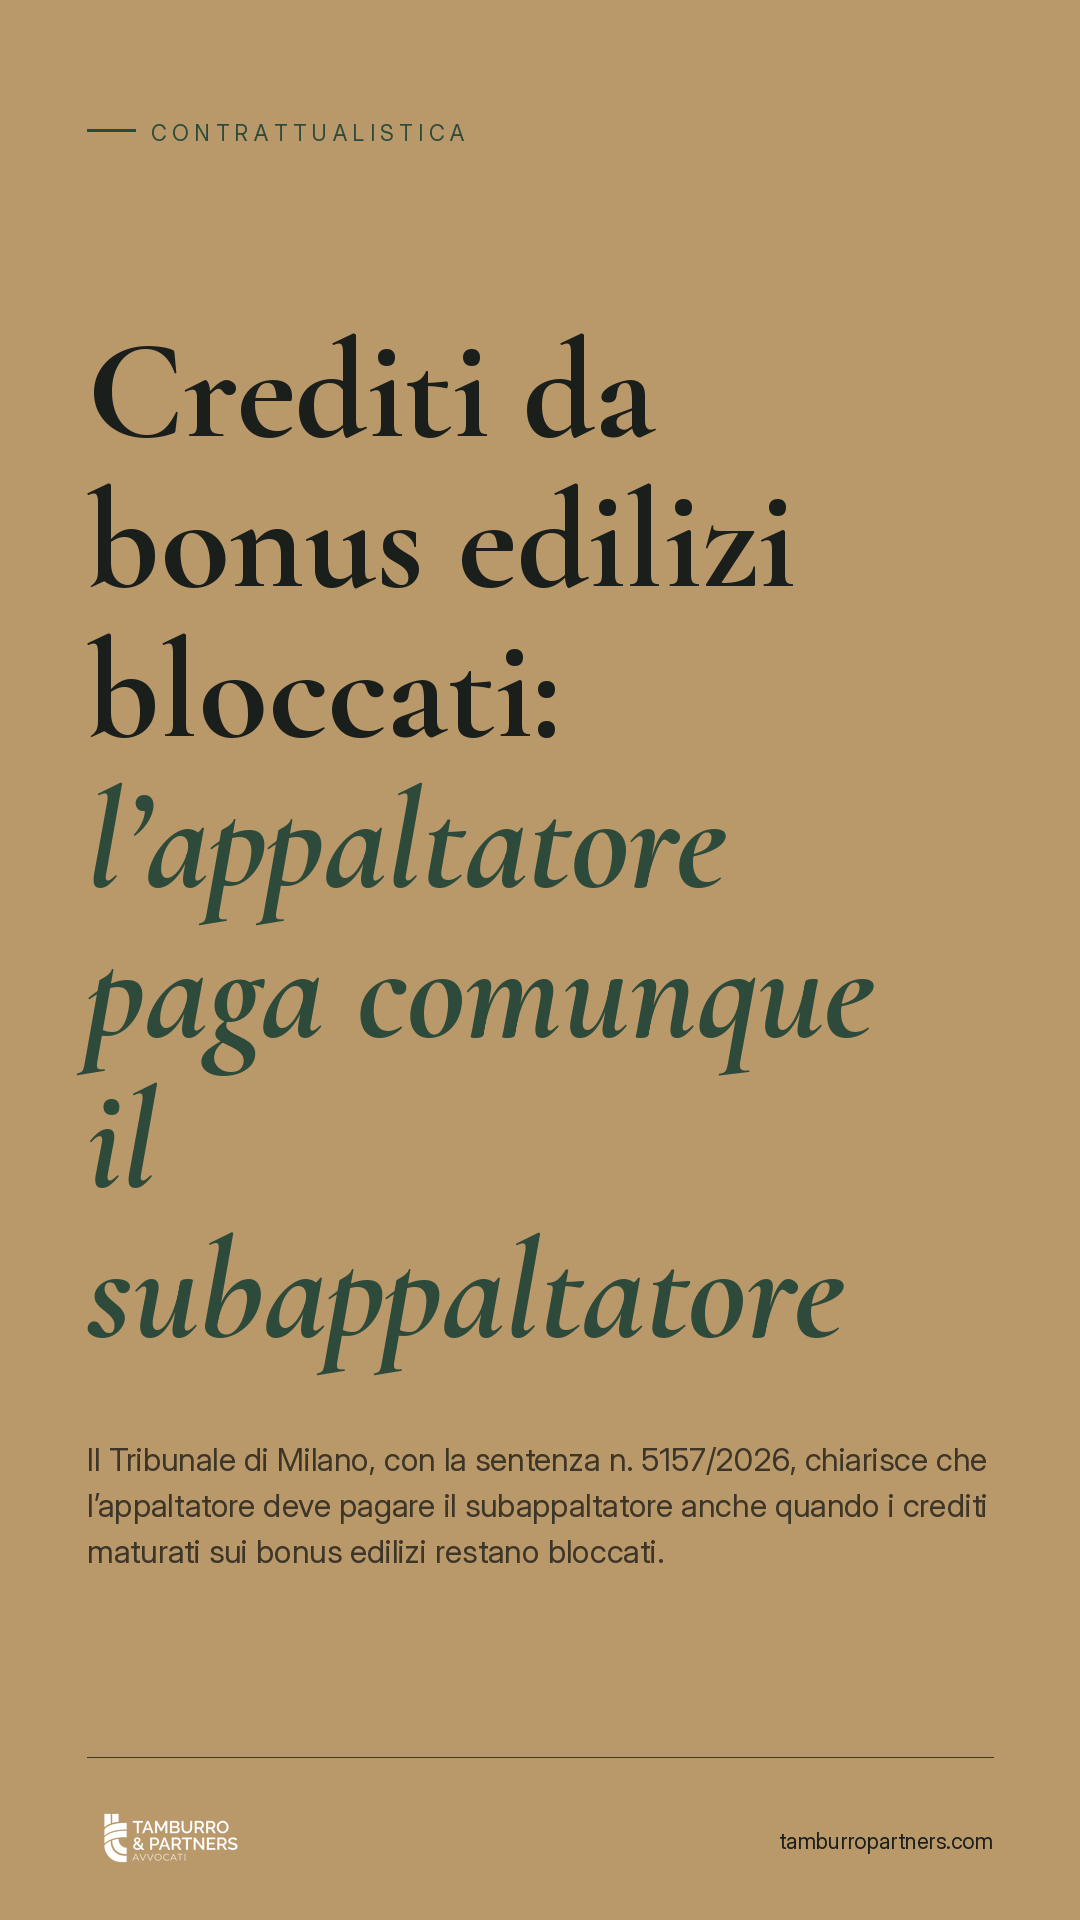 CONTRATTUALISTICA
Crediti da
bonus edilizi
bloccati:
l’appaltatore
paga comunque
il
subappaltatore
Il Tribunale di Milano, con la sentenza n. 5157/2026, chiarisce che
l’appaltatore deve pagare il subappaltatore anche quando i crediti
maturati sui bonus edilizi restano bloccati.
TAMBURRO
& PARTNERS
AVVOCATI
tamburropartners.com